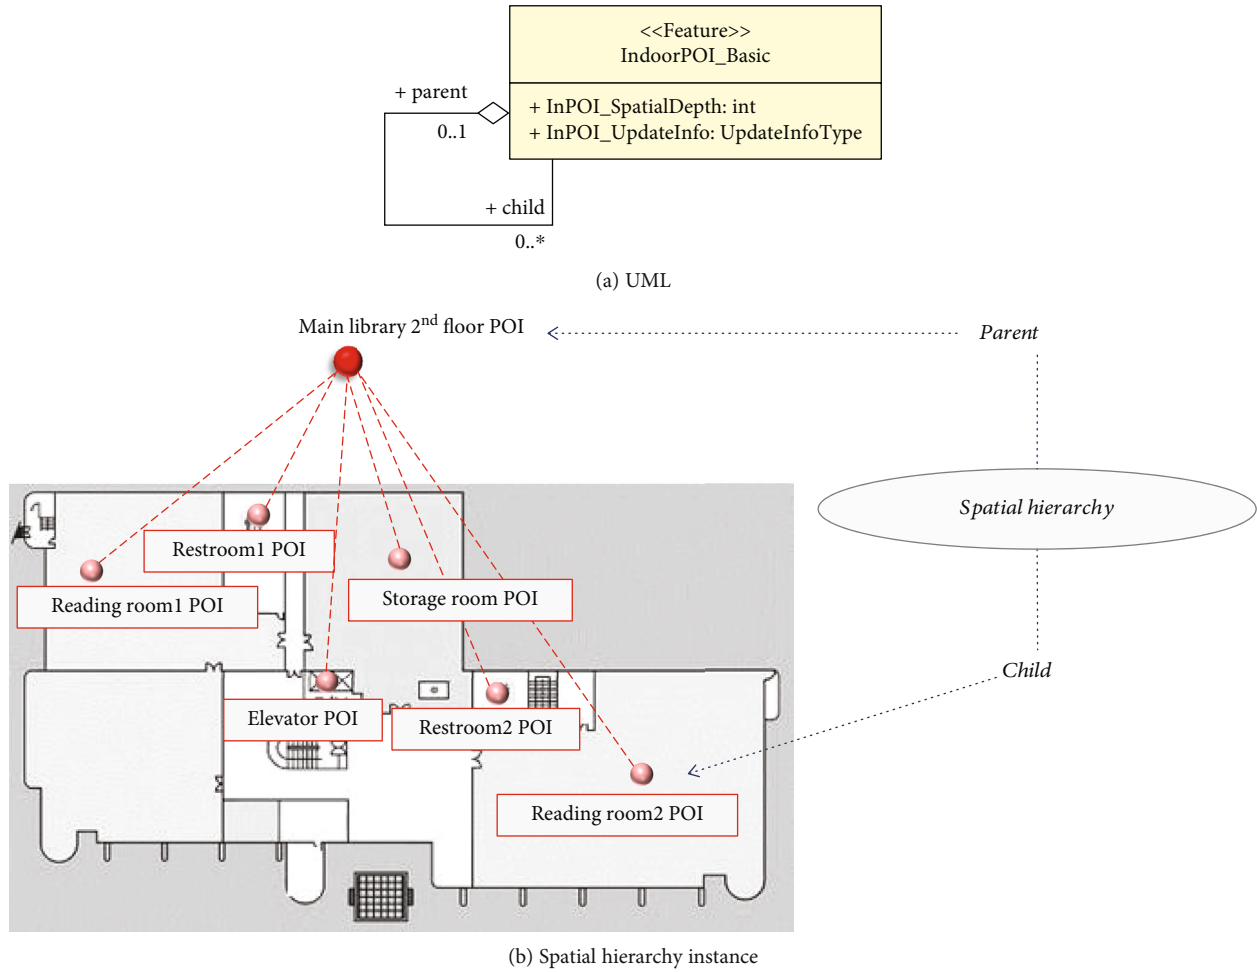 <<Feature>>
IndoorPOI_Basic
+ parent
+ InPOI_SpatialDepth: int
0..1
+ InPOI_UpdateInfo: UpdateInfoType
+ child
0..*
(a) UML
Main library 2nd floor POI
Parent
Spatial hierarchy
Restroom1 POI
Reading room1 POI
Storage room POI
Child
Elevator POI
Restroom2 POI
Reading room2 POI
(b) Spatial hierarchy instance